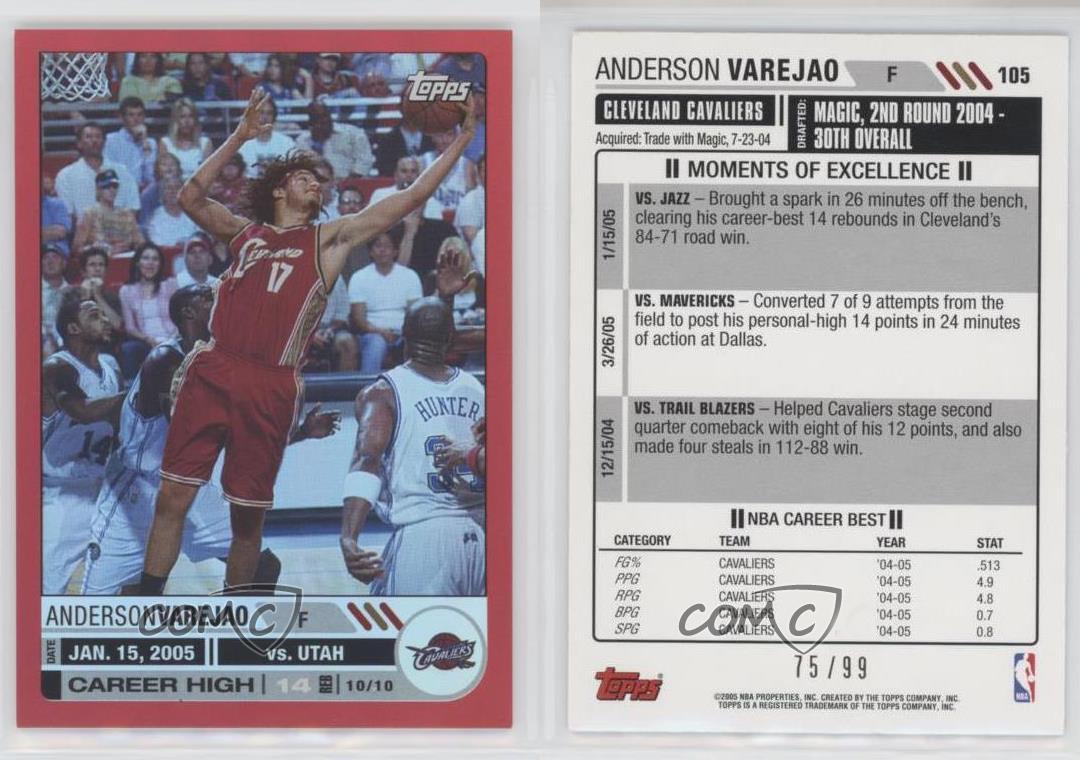 Topps
CLEVELAND
17
14
HUNTER
ANDERSON VAREJAO F
DATE JAN. 15, 2005 vs. UTAH
CAVALIERS
CAREER HIGH 14 REB 10/10
COMC
ANDERSON VAREJAO F 105
CLEVELAND CAVALIERS
Acquired: Trade with Magic, 7-23-04
DRAFTED: MAGIC, 2ND ROUND 2004 -
30TH OVERALL
MOMENTS OF EXCELLENCE
1/15/05
VS. JAZZ – Brought a spark in 26 minutes off the bench,
clearing his career-best 14 rebounds in Cleveland's
84-71 road win.
3/26/05
VS. MAVERICKS – Converted 7 of 9 attempts from the
field to post his personal-high 14 points in 24 minutes
of action at Dallas.
12/15/04
VS. TRAIL BLAZERS – Helped Cavaliers stage second
quarter comeback with eight of his 12 points, and also
made four steals in 112-88 win.
NBA CAREER BEST
CATEGORY TEAM YEAR STAT
FG% CAVALIERS '04-05 .513
PPG CAVALIERS '04-05 4.9
RPG CAVALIERS '04-05 4.8
BPG CAVALIERS '04-05 0.7
SPG CAVALIERS '04-05 0.8
COMC
75/99
Topps
©2005 NBA PROPERTIES, INC. CREATED BY THE TOPPS COMPANY, INC.
TOPPS IS A REGISTERED TRADEMARK OF THE TOPPS COMPANY, INC.
NBA